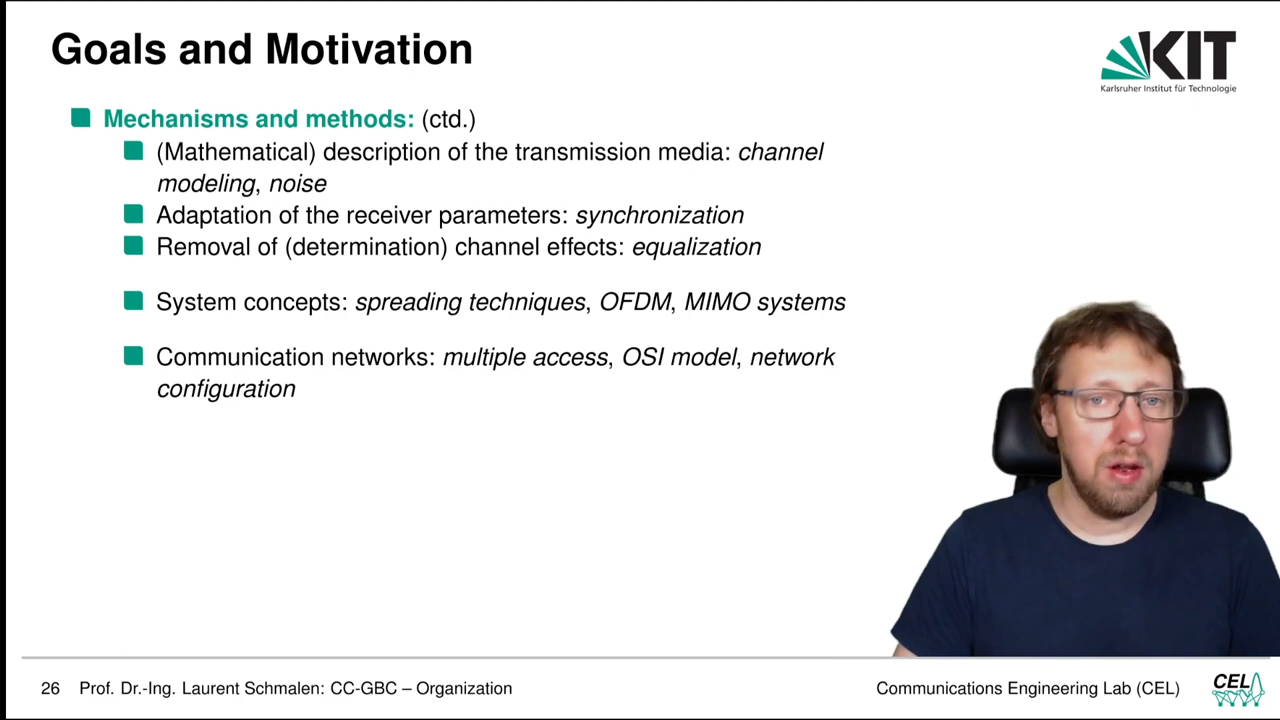 Goals and Motivation
KIT
Karlsruher Institut für Technologie
Mechanisms and methods: (ctd.)
(Mathematical) description of the transmission media: channel
modeling, noise
Adaptation of the receiver parameters: synchronization
Removal of (determination) channel effects: equalization
System concepts: spreading techniques, OFDM, MIMO systems
Communication networks: multiple access, OSI model, network
configuration
26 Prof. Dr.-Ing. Laurent Schmalen: CC-GBC – Organization
Communications Engineering Lab (CEL)
CEL